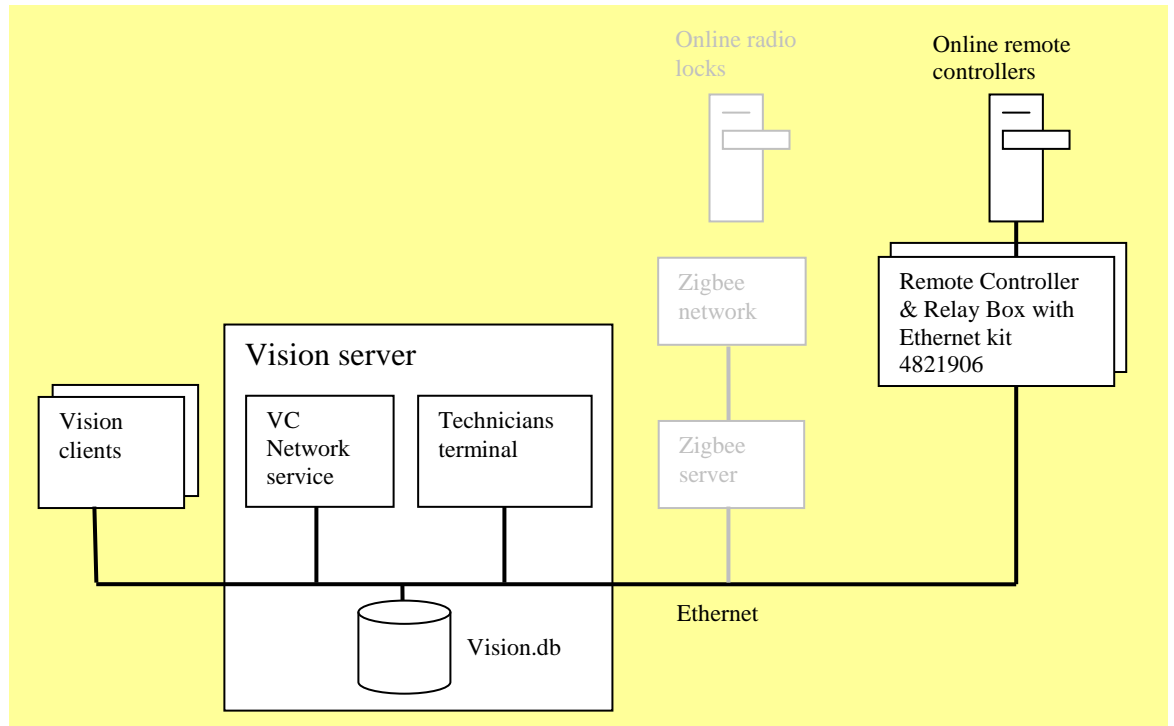 Online radio
locks
Online remote
controllers
Zigbee
network
Remote Controller
& Relay Box with
Ethernet kit
4821906
Vision server
Vision
clients
VC
Network
service
Technicians
terminal
Zigbee
server
Ethernet
Vision.db